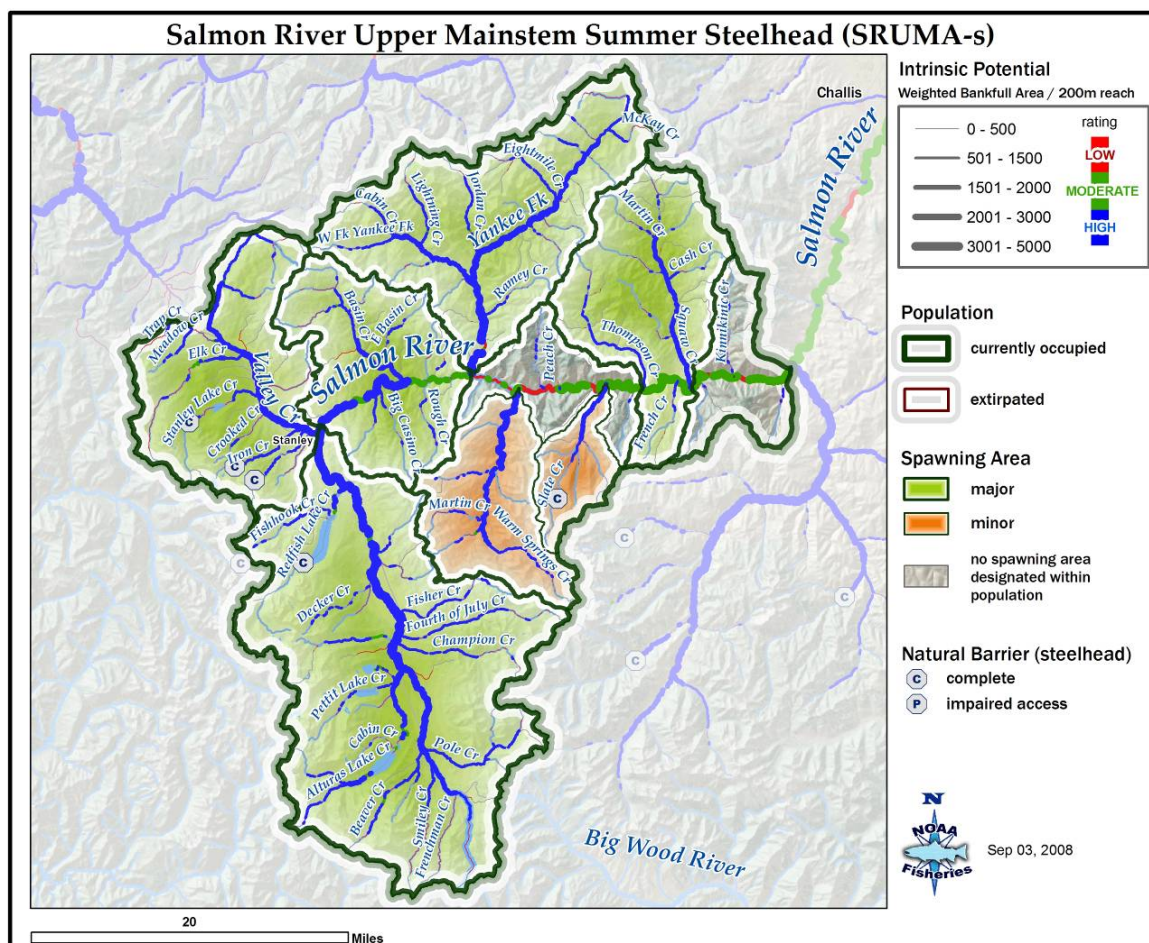 Salmon River Upper Mainstem Summer Steelhead (SRUMA-s)
Challis
Salmon River
McKay Cr
Eightmile Cr
Jordan Cr
Lightning Cr
Cabin Cr
W Fk Yankee Fk
Yankee Fk
Ramey Cr
Martin Cr
Cash Cr
Squaw Cr
Kinnikinic Cr
Thompson Cr
Peach Cr
French Cr
Basin Cr
E Basin Cr
Salmon River
Rough Cr
Big Casino Cr
Trap Cr
Meadow Cr
Elk Cr
Valley Cr
Stanley Lake Cr
Crooked Cr
Iron Cr
Stanley
Slate Cr
C
C
C
C
C
C
C
C
C
Martin Cr
Warm Springs Cr
Fishhook Cr
Redfish Lake Cr
Decker Cr
Fisher Cr
Fourth of July Cr
Champion Cr
Pettit Lake Cr
Cabin Cr
Alturas Lake Cr
Pole Cr
Beaver Cr
Smiley Cr
Frenchman Cr
Big Wood River
20
Miles
Intrinsic Potential
Weighted Bankfull Area / 200m reach
0 - 500
501 - 1500
1501 - 2000
2001 - 3000
3001 - 5000
rating
LOW
MODERATE
HIGH
Population
currently occupied
extirpated
Spawning Area
major
minor
no spawning area
designated within
population
Natural Barrier (steelhead)
C complete
P impaired access
N
NOAA
Fisheries
Sep 03, 2008